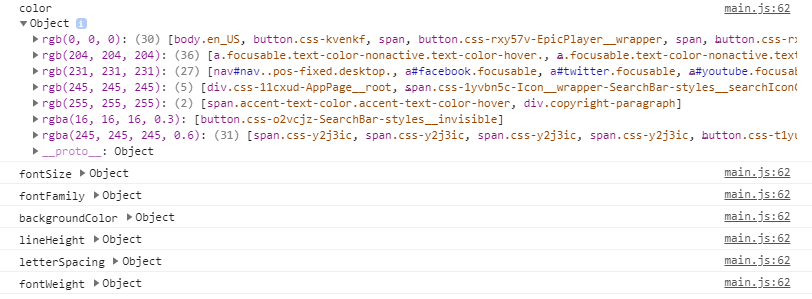 color main.js:62
▼Object i
▶rgb(0, 0, 0): (30) [body.en_US, button.css-kvenkf, span, button.css-rxy57v-EpicPlayer__wrapper, span, button.css-rx
▶rgb(204, 204, 204): (36) [a.focusable.text-color-nonactive.text-color-hover., a.focusable.text-color-nonactive.text
▶rgb(231, 231, 231): (27) [nav#nav..pos-fixed.desktop., a#facebook.focusable, a#twitter.focusable, a#youtube.focusab
▶rgb(245, 245, 245): (5) [div.css-11cxud-AppPage__root, span.css-1yvbn5c-Icon__wrapper-SearchBar-styles__searchIcon
▶rgb(255, 255, 255): (2) [span.accent-text-color.accent-text-color-hover, div.copyright-paragraph]
▶rgba(16, 16, 16, 0.3): [button.css-o2vcjz-SearchBar-styles__invisible]
▶rgba(245, 245, 245, 0.6): (31) [span.css-y2j3ic, span.css-y2j3ic, span.css-y2j3ic, span.css-y2j3ic, button.css-t1yu
▶__proto__: Object
fontSize ▶Object main.js:62
fontFamily ▶Object main.js:62
backgroundColor ▶Object main.js:62
lineHeight ▶Object main.js:62
letterSpacing ▶Object main.js:62
fontWeight ▶Object main.js:62